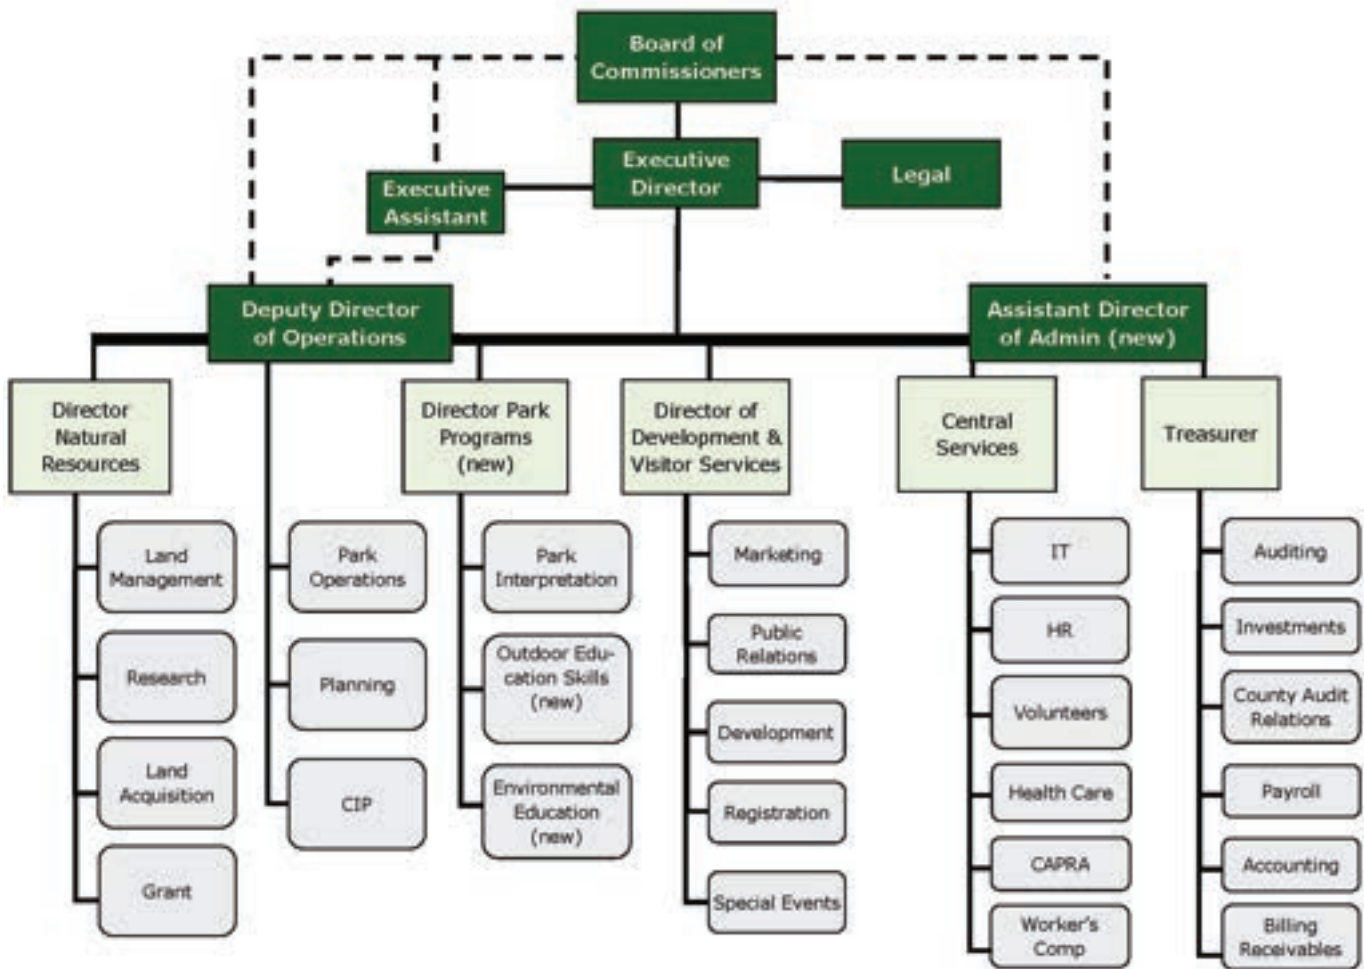 Board of
Commissioners
Executive
Director
Legal
Executive
Assistant
Deputy Director
of Operations
Assistant Director
of Admin (new)
Director
Natural
Resources
Director Park
Programs
(new)
Director of
Development &
Visitor Services
Central
Services
Treasurer
Land
Management
Research
Land
Acquisition
Grant
Park
Operations
Planning
CIP
Park
Interpretation
Outdoor Edu-
cation Skills
(new)
Environmental
Education
(new)
Marketing
Public
Relations
Development
Registration
Special Events
IT
HR
Volunteers
Health Care
CAPRA
Worker's
Comp
Auditing
Investments
County Audit
Relations
Payroll
Accounting
Billing
Receivables